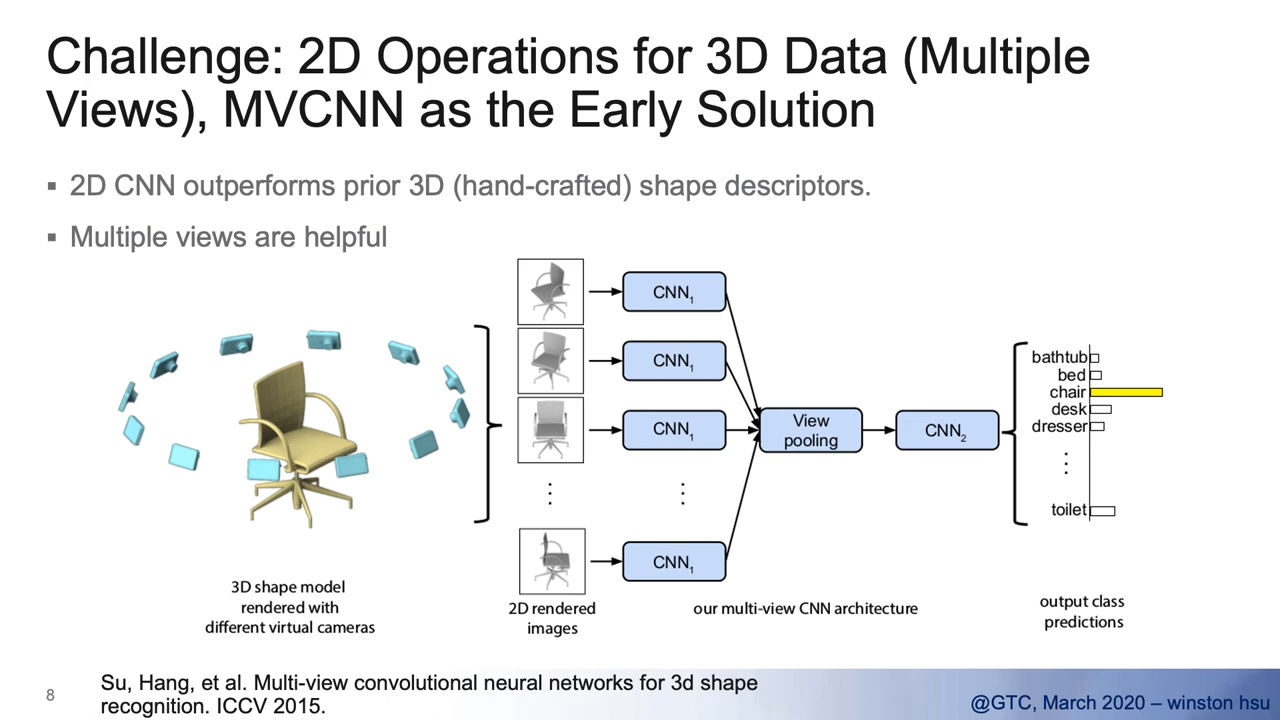 Challenge: 2D Operations for 3D Data (Multiple
Views), MVCNN as the Early Solution
▪ 2D CNN outperforms prior 3D (hand-crafted) shape descriptors.
▪ Multiple views are helpful
CNN1
CNN1
CNN1
⋮ ⋮
CNN1
View
pooling
CNN2
bathtub
bed
chair
desk
dresser
⋮
toilet
3D shape model
rendered with
different virtual cameras
2D rendered
images
our multi-view CNN architecture
output class
predictions
8
Su, Hang, et al. Multi-view convolutional neural networks for 3d shape
recognition. ICCV 2015.
@GTC, March 2020 – winston hsu